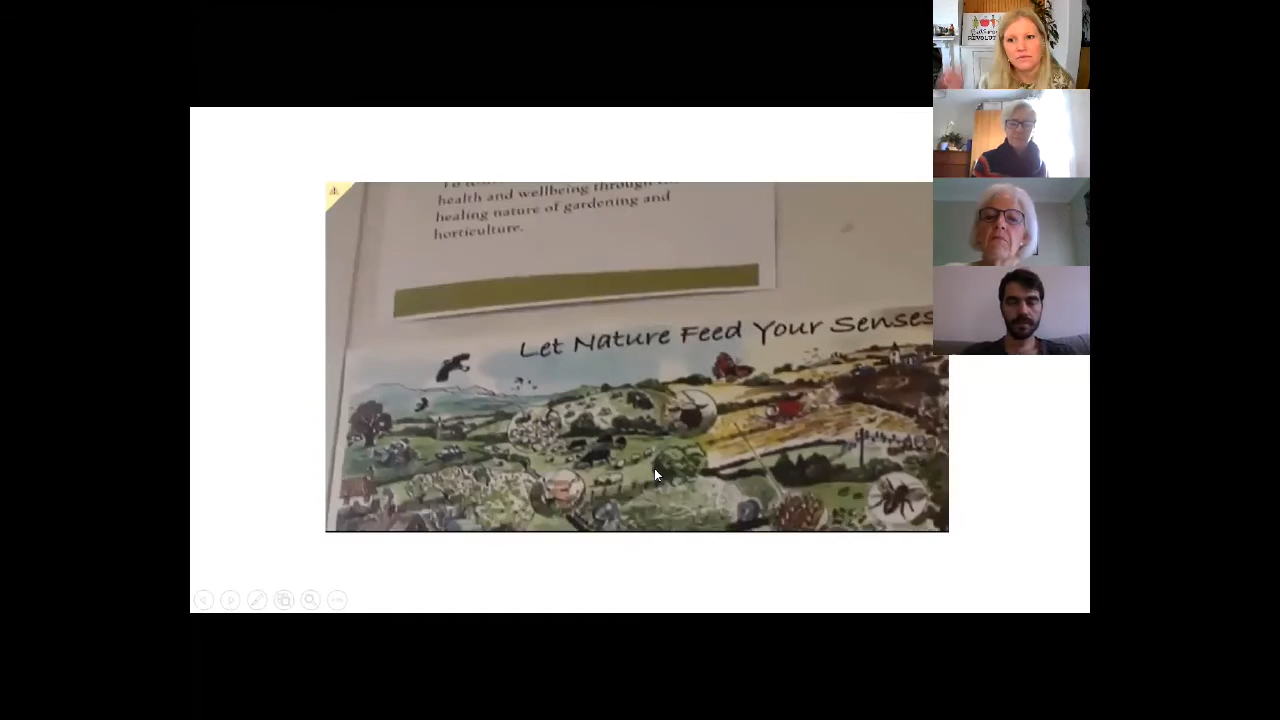 health and wellbeing through
healing nature of gardening and
horticulture.
Let Nature Feed Your Senses